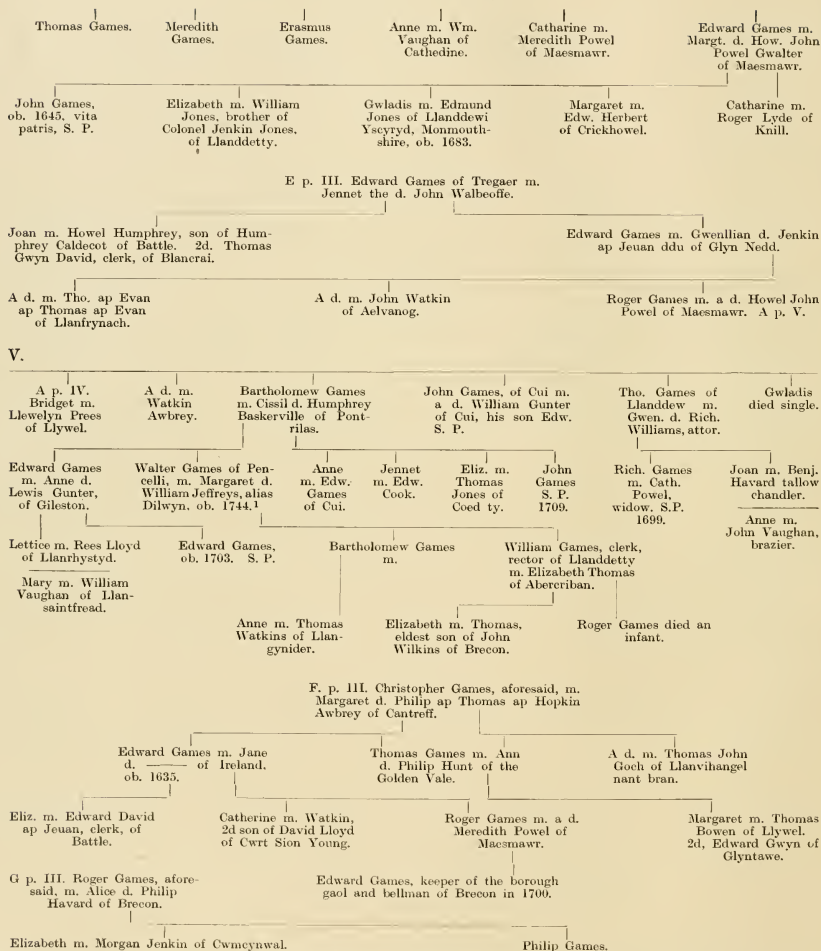 Thomas Games.
Meredith
Games.
Erasmus
Games.
Anne m. Wm.
Vaughan of
Cathedine.
Catharine m.
Meredith Powel
of Maesmawr.
Edward Games m.
Margt. d. How. John
Powel Gwalter
of Maesmawr.
John Games,
ob. 1645, vita
patris, S. P.
Elizabeth m. William
Jones, brother of
Colonel Jenkin Jones,
of Llanddetty.
Gwladis m. Edmund
Jones of Llanddewi
Yscyryd, Monmouth-
shire, ob. 1683.
Margaret m.
Edw. Herbert
of Crickhowel.
Catharine m.
Roger Lyde of
Knill.
E p. III. Edward Games of Tregaer m.
Jennet the d. John Walbeoffe.
Joan m. Howel Humphrey, son of Hum-
phrey Caldecot of Battle. 2d. Thomas
Gwyn David, clerk, of Blancrai.
Edward Games m. Gwenllian d. Jenkin
ap Jeuan ddu of Glyn Nedd.
A d. m. Tho. ap Evan
ap Thomas ap Evan
of Llanfrynach.
A d. m. John Watkin
of Aelvanog.
Roger Games m. a d. Howel John
Powel of Maesmawr. A p. V.
V.
A p. IV.
Bridget m.
Llewelyn Prees
of Llywel.
A d. m.
Watkin
Awbrey.
Bartholomew Games
m. Cissil d. Humphrey
Baskerville of Pont-
rilas.
John Games, of Cui m.
a d. William Gunter
of Cui, his son Edw.
S. P.
Tho. Games of
Llanddew m.
Gwen. d. Rich.
Williams, attor.
Gwladis
died single.
Edward Games
m. Anne d.
Lewis Gunter,
of Gileston.
Walter Games of Pen-
celli, m. Margaret d.
William Jeffreys, alias
Dilwyn, ob. 1744.¹
Anne
m. Edw.
Games
of Cui.
Jennet
m. Edw.
Cook.
Eliz. m.
Thomas
Jones of
Coed ty.
John
Games
S. P.
1709.
Rich. Games
m. Cath.
Powel,
widow. S.P.
1699.
Joan m. Benj.
Havard tallow
chandler.
Anne m.
John Vaughan,
brazier.
Lettice m. Rees Lloyd
of Llanrhystyd.
Mary m. William
Vaughan of Llan-
saintfread.
Edward Games,
ob. 1703. S. P.
Bartholomew Games
m.
William Games, clerk,
rector of Llanddetty
m. Elizabeth Thomas
of Abercriban.
Anne m. Thomas
Watkins of Llan-
gynider.
Elizabeth m. Thomas,
eldest son of John
Wilkins of Brecon.
Roger Games died an
infant.
F. p. III. Christopher Games, aforesaid, m.
Margaret d. Philip ap Thomas ap Hopkin
Awbrey of Cantreff.
Edward Games m. Jane
d. —— of Ireland.
ob. 1635.
Thomas Games m. Ann
d. Philip Hunt of the
Golden Vale.
A d. m. Thomas John
Goch of Llanvihangel
nant bran.
Eliz. m. Edward David
ap Jeuan, clerk, of
Battle.
Catherine m. Watkin,
2d son of David Lloyd
of Cwrt Sion Young.
Roger Games m. a d.
Meredith Powel of
Maesmawr.
Margaret m. Thomas
Bowen of Llywel.
2d, Edward Gwyn of
Glyntawe.
G p. III. Roger Games, afore-
said, m. Alice d. Philip
Havard of Brecon.
Edward Games, keeper of the borough
gaol and bellman of Brecon in 1700.
Elizabeth m. Morgan Jenkin of Cwmcynwal.
Philip Games.